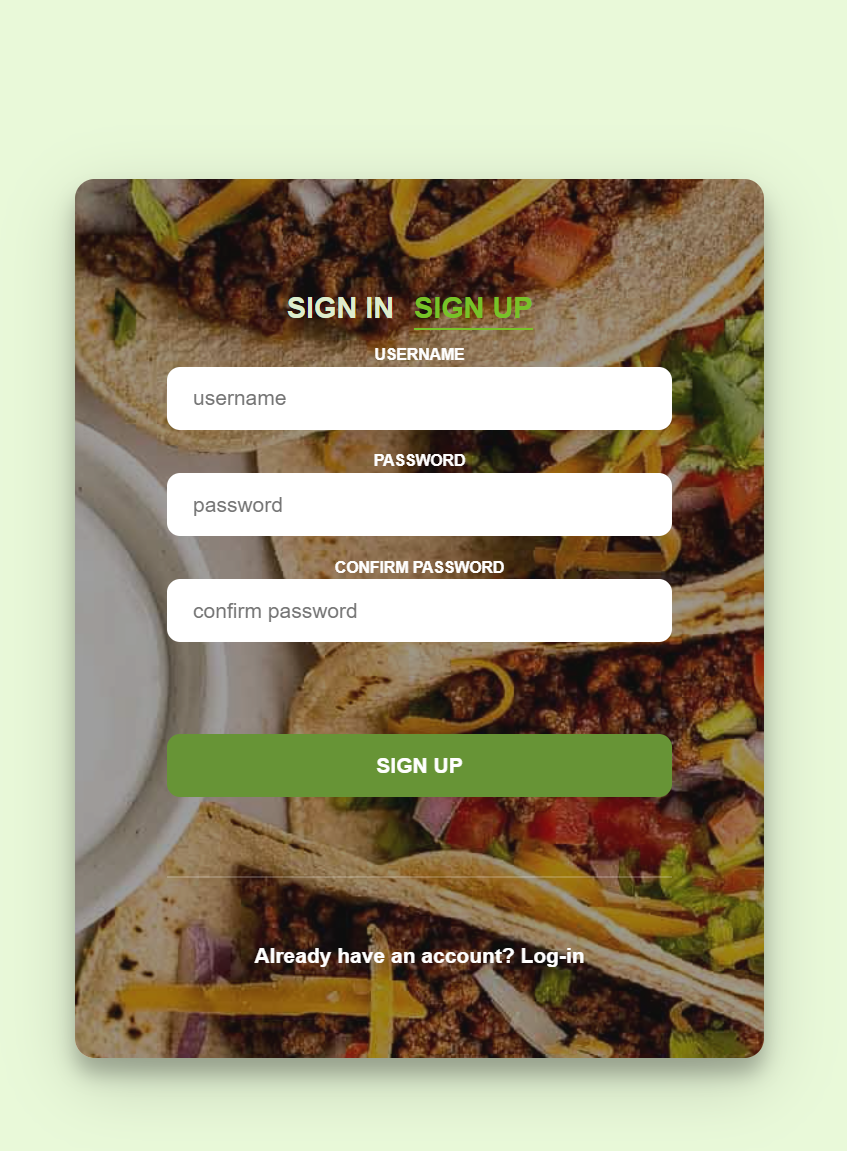 SIGN IN SIGN UP
USERNAME
username
PASSWORD
password
CONFIRM PASSWORD
confirm password
SIGN UP
Already have an account? Log-in